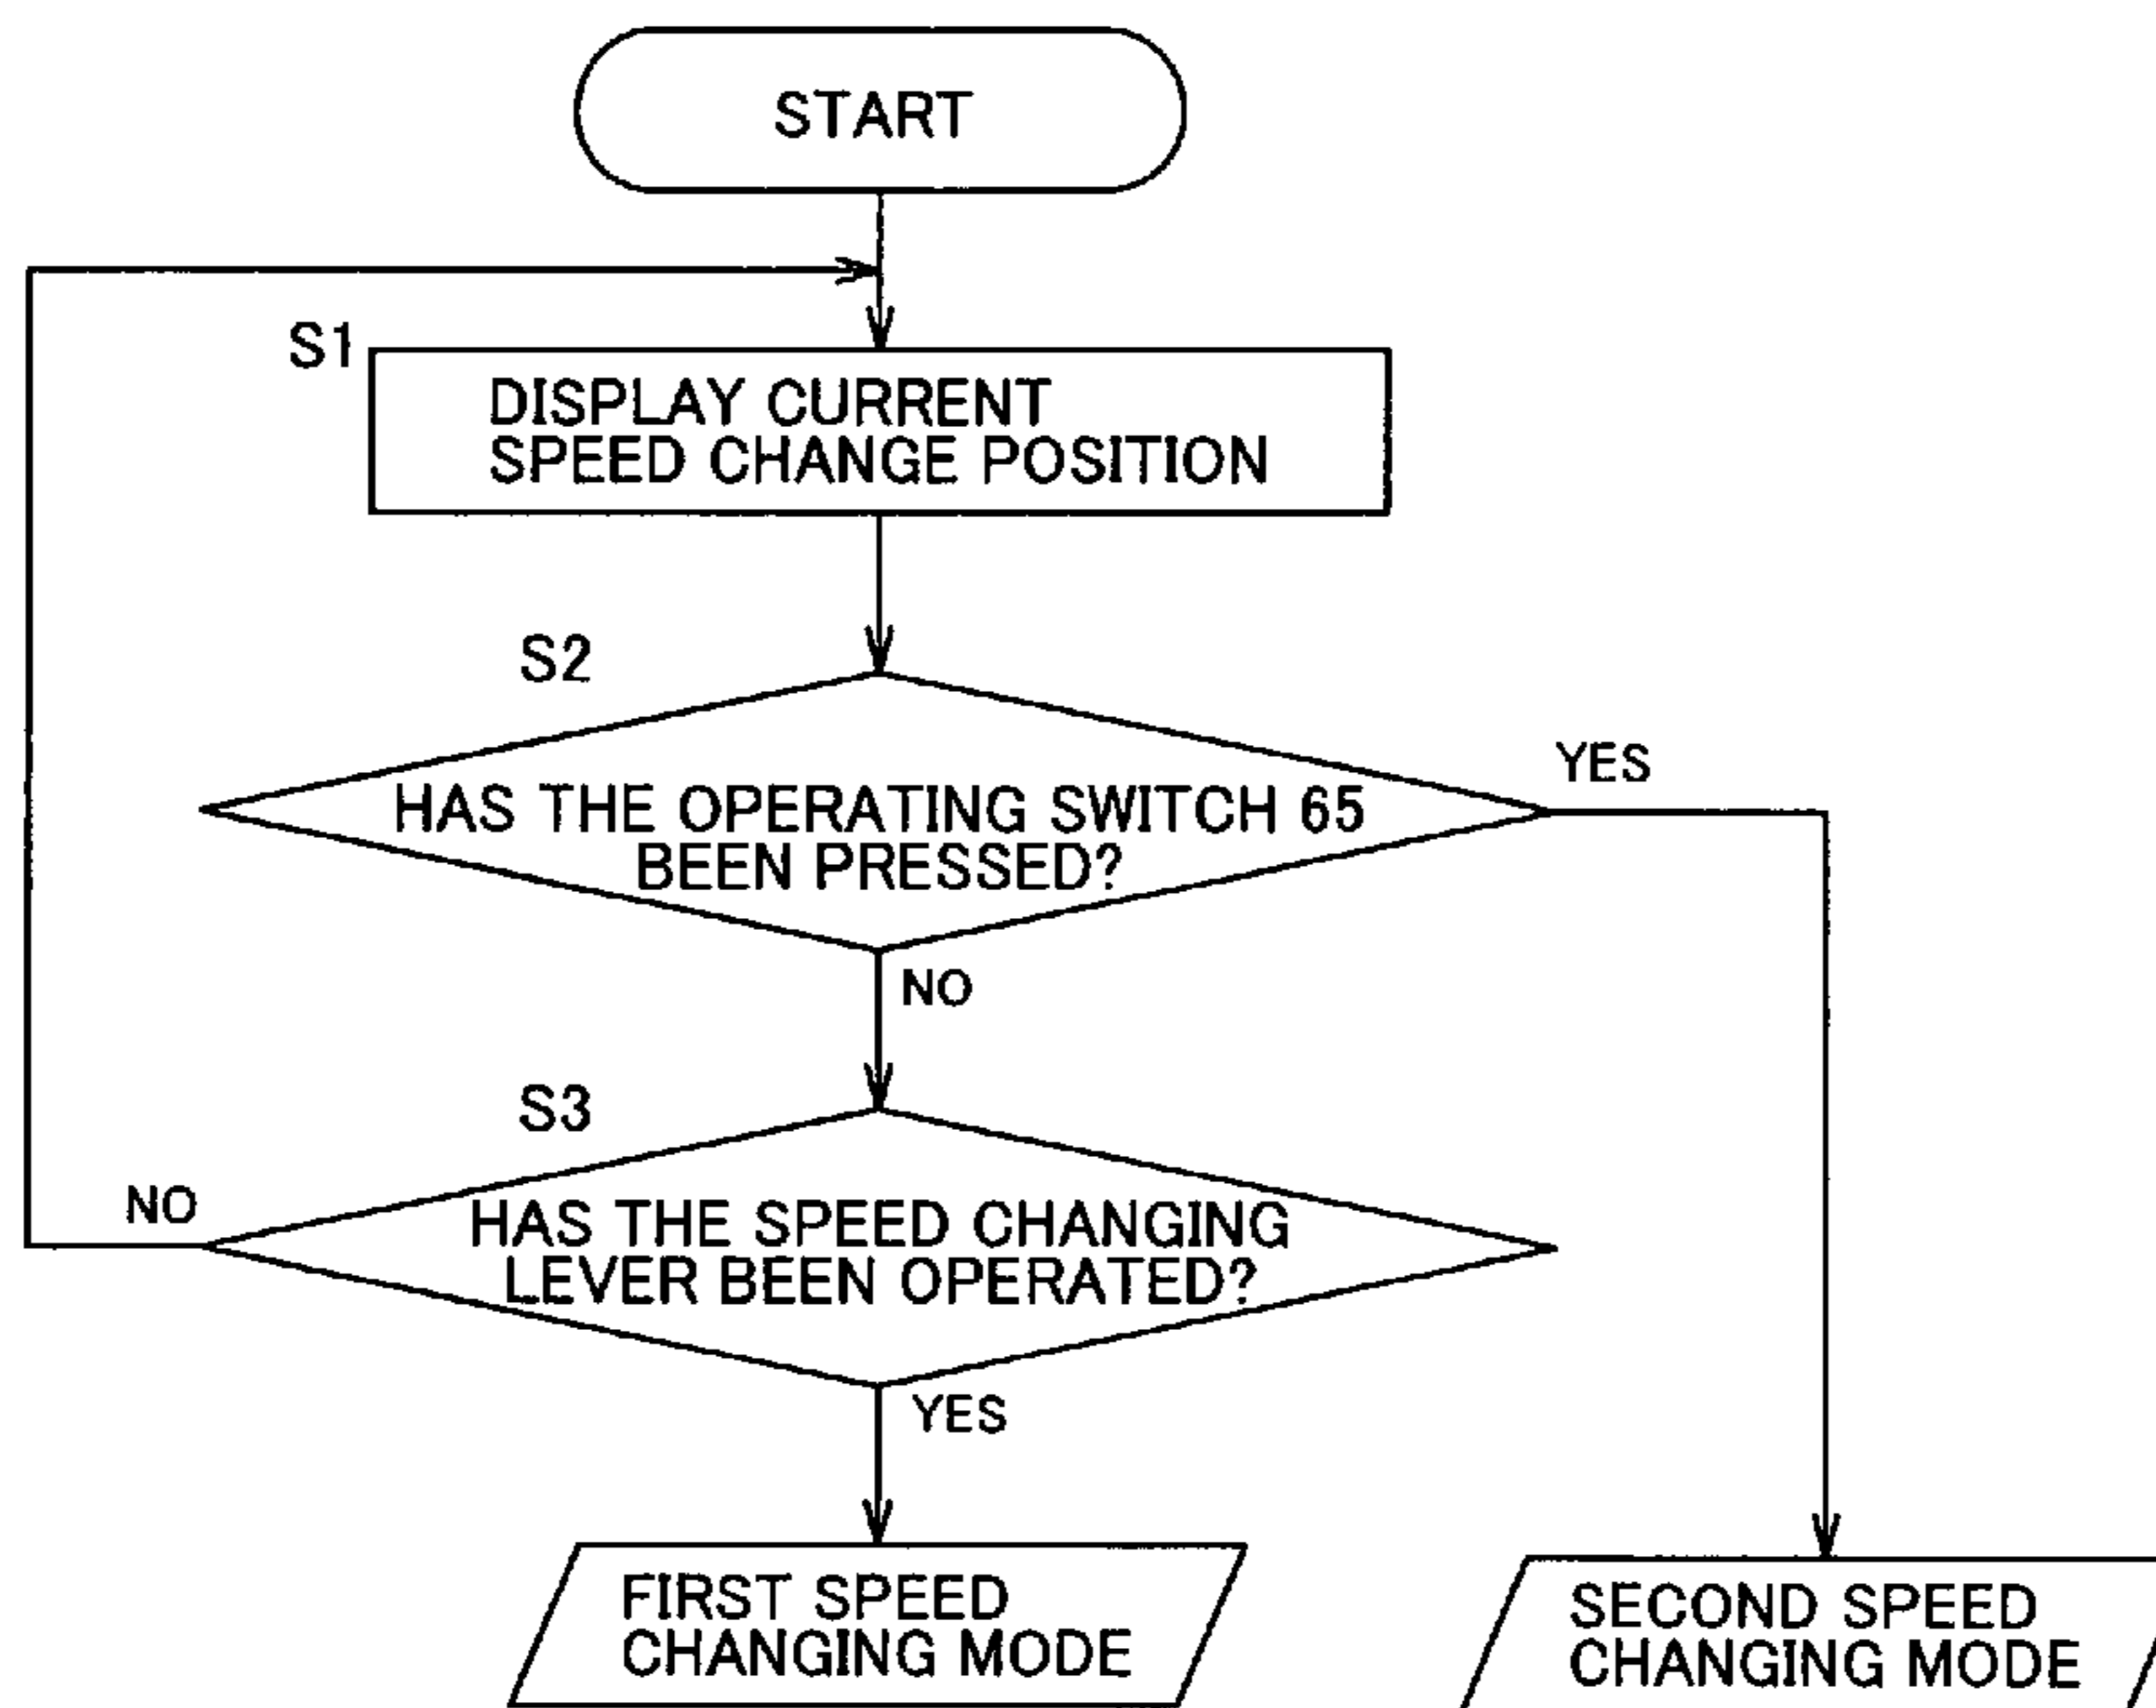 START
S1
DISPLAY CURRENT
SPEED CHANGE POSITION
S2
YES
HAS THE OPERATING SWITCH 65
BEEN PRESSED?
NO
S3
NO
HAS THE SPEED CHANGING
LEVER BEEN OPERATED?
YES
FIRST SPEED
CHANGING MODE
SECOND SPEED
CHANGING MODE